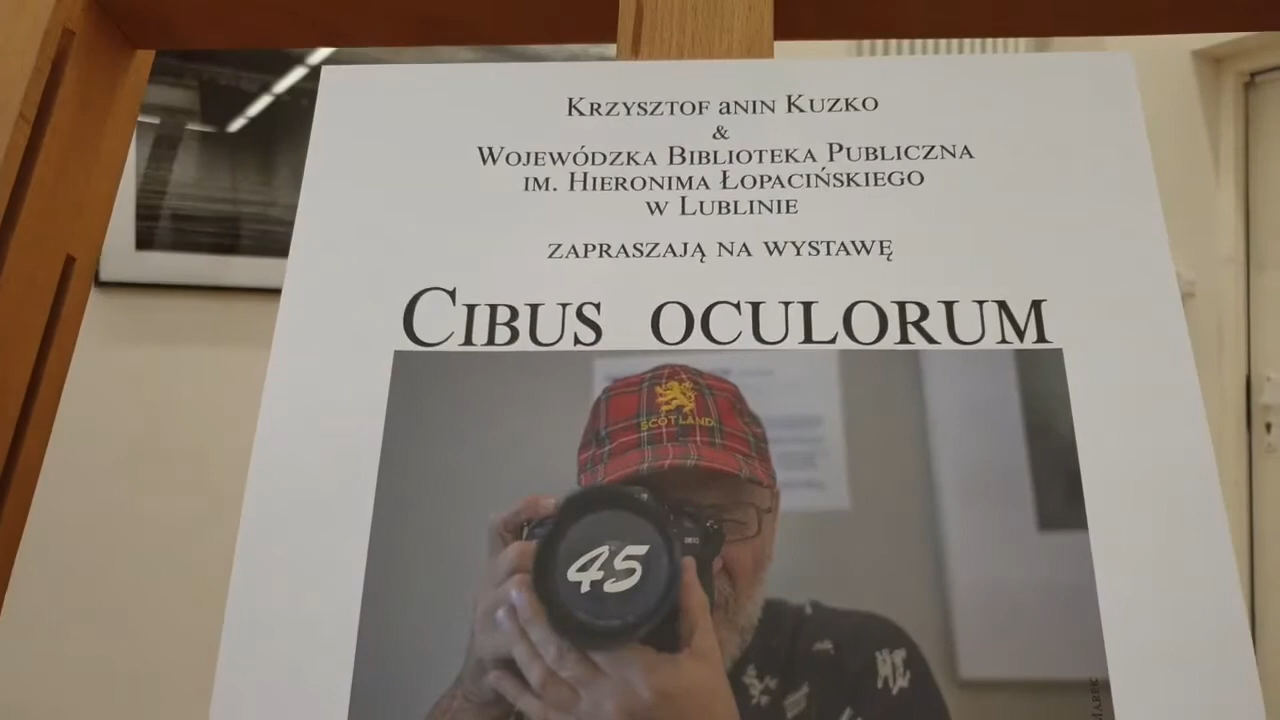 Krzysztof anin Kuzko
&
Wojewódzka Biblioteka Publiczna
im. Hieronima Łopacińskiego
w Lublinie
zapraszają na wystawę
Cibus oculorum
SCOTLAND
45